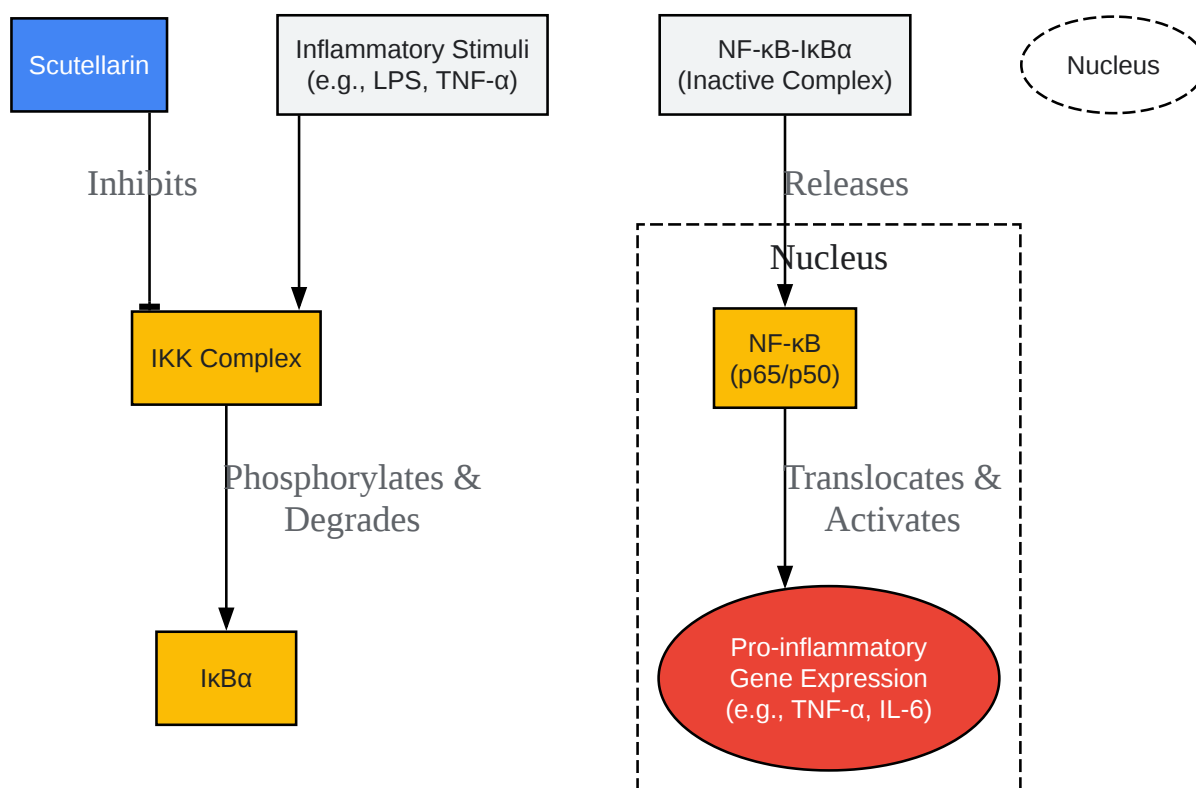 Scutellarin
Inflammatory Stimuli
(e.g., LPS, TNF-α)
NF-κB-IκBα
(Inactive Complex)
Nucleus
Inhibits
Releases
Nucleus
IKK Complex
NF-κB
(p65/p50)
Phosphorylates &
Degrades
Translocates &
Activates
IκBα
Pro-inflammatory
Gene Expression
(e.g., TNF-α, IL-6)